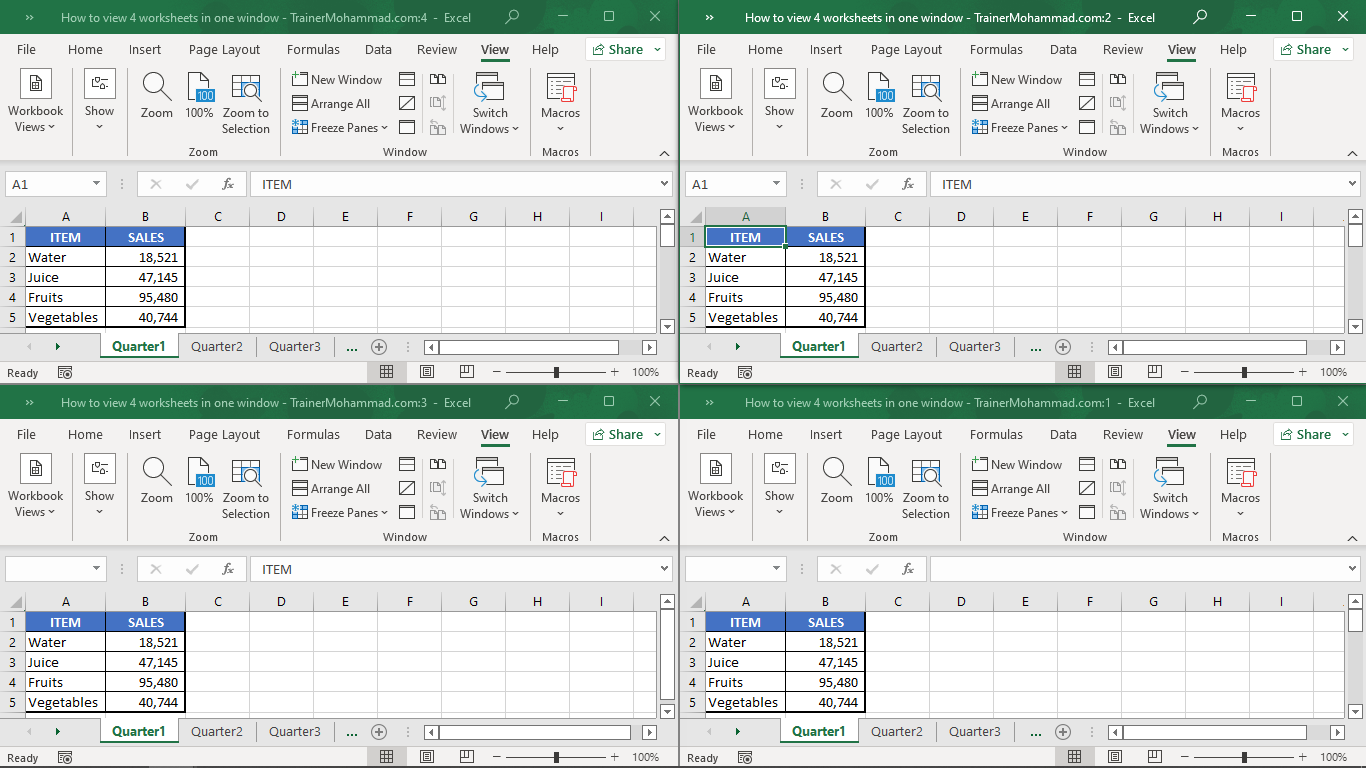 How to view 4 worksheets in one window - TrainerMohammad.com:4 - Excel
File Home Insert Page Layout Formulas Data Review View Help Share
Workbook Views
Show
Zoom
100
100%
Zoom to Selection
New Window
Arrange All
Freeze Panes
Switch Windows
Macros
Zoom Window Macros
A1 fx ITEM
A B C D E F G H I
1 ITEM SALES
2 Water 18,521
3 Juice 47,145
4 Fruits 95,480
5 Vegetables 40,744
Quarter1 Quarter2 Quarter3 ...
Ready 100%
How to view 4 worksheets in one window - TrainerMohammad.com:2 - Excel
File Home Insert Page Layout Formulas Data Review View Help Share
Workbook Views
Show
Zoom
100
100%
Zoom to Selection
New Window
Arrange All
Freeze Panes
Switch Windows
Macros
Zoom Window Macros
A1 fx ITEM
A B C D E F G H I
1 ITEM SALES
2 Water 18,521
3 Juice 47,145
4 Fruits 95,480
5 Vegetables 40,744
Quarter1 Quarter2 Quarter3 ...
Ready 100%
How to view 4 worksheets in one window - TrainerMohammad.com:3 - Excel
File Home Insert Page Layout Formulas Data Review View Help Share
Workbook Views
Show
Zoom
100
100%
Zoom to Selection
New Window
Arrange All
Freeze Panes
Switch Windows
Macros
Zoom Window Macros
fx ITEM
A B C D E F G H I
1 ITEM SALES
2 Water 18,521
3 Juice 47,145
4 Fruits 95,480
5 Vegetables 40,744
Quarter1 Quarter2 Quarter3 ...
Ready 100%
How to view 4 worksheets in one window - TrainerMohammad.com:1 - Excel
File Home Insert Page Layout Formulas Data Review View Help Share
Workbook Views
Show
Zoom
100
100%
Zoom to Selection
New Window
Arrange All
Freeze Panes
Switch Windows
Macros
Zoom Window Macros
fx
A B C D E F G H I
1 ITEM SALES
2 Water 18,521
3 Juice 47,145
4 Fruits 95,480
5 Vegetables 40,744
Quarter1 Quarter2 Quarter3 ...
Ready 100%